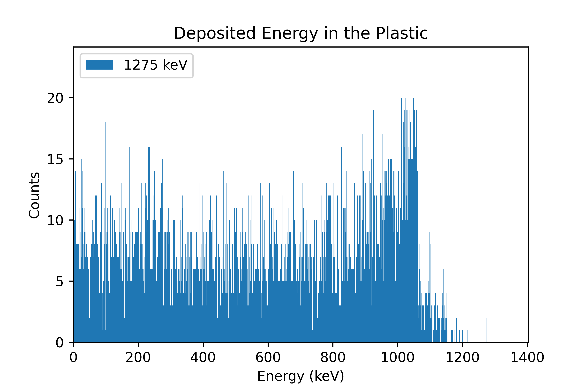 Deposited Energy in the Plastic
1275 keV
Counts
20
15
10
5
0
0 200 400 600 800 1000 1200 1400
Energy (keV)